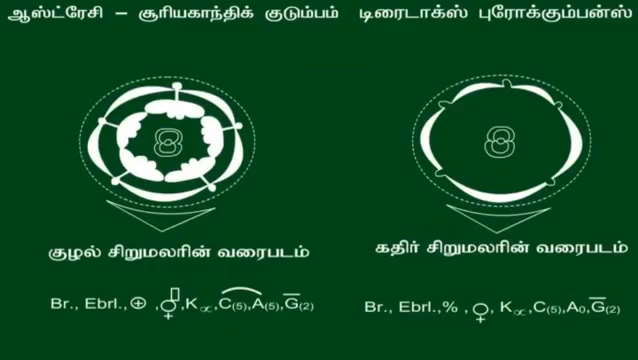 ஆஸ்ட்ரேசி – சூரியகாந்திக் குடும்பம் டிரைடாக்ஸ் புரோக்கும்பன்ஸ்
குழல் சிறுமலரின் வரைபடம்
கதிர் சிறுமலரின் வரைபடம்
Br., Ebrl.,⊕ ,⚥,K∝,C(5),A(5),G̅(2)
Br., Ebrl.,% , ♀, K∝,C(5),A0,G̅(2)